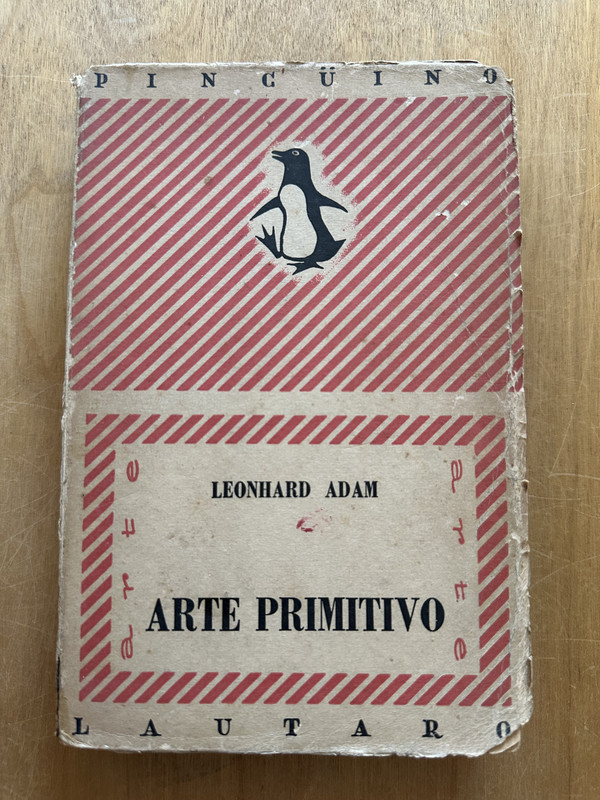 PINGÜINO
LEONHARD ADAM
arte
arte
ARTE PRIMITIVO
LAUTARO